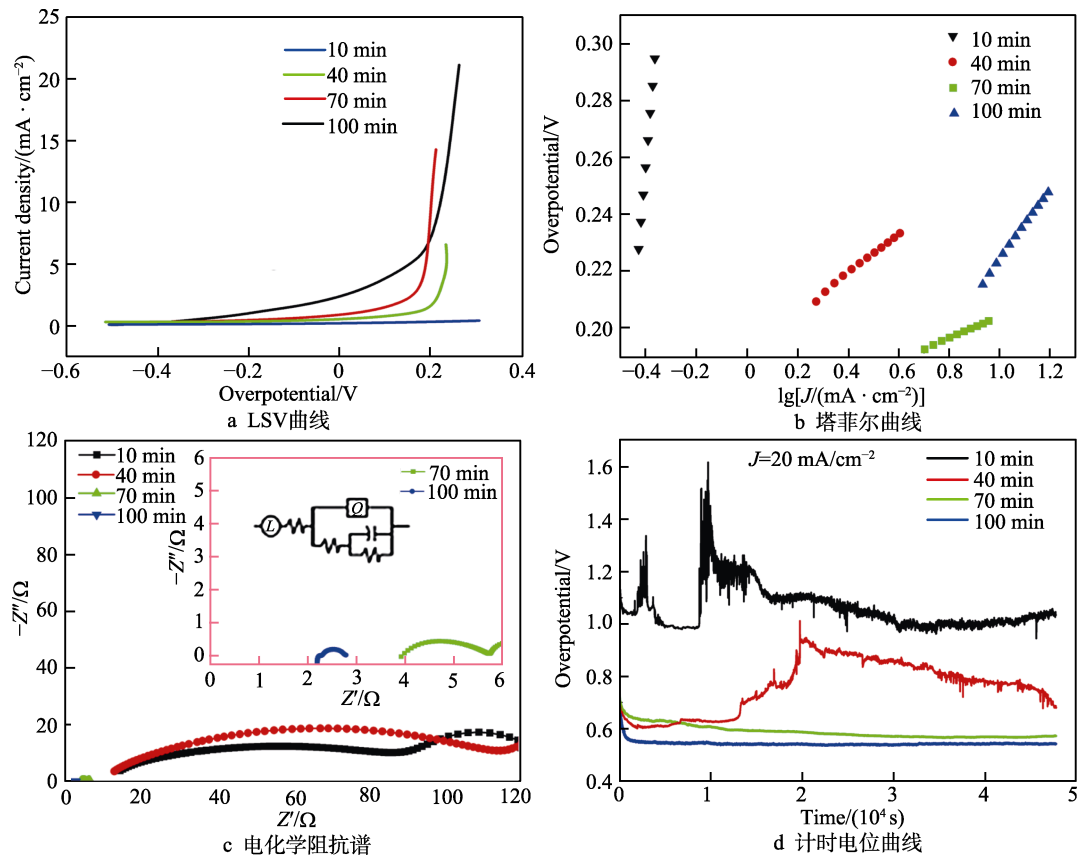 25
20
15
10
5
0
Current density/(mA · cm⁻²)
10 min
40 min
70 min
100 min
−0.6
−0.4
−0.2
0
0.2
0.4
Overpotential/V
a LSV曲线
0.30
0.28
0.26
0.24
0.22
0.20
Overpotential/V
10 min
40 min
70 min
100 min
−0.4
−0.2
−0
0.2
0.4
0.6
0.8
1.0
1.2
lg[J/(mA · cm⁻²)]
b 塔菲尔曲线
120
100
80
60
40
20
0
−Z″/Ω
10 min
40 min
70 min
100 min
6
5
4
3
2
1
0
−Z″/Ω
70 min
100 min
L
Q
0
1
2
3
4
5
6
Z′/Ω
0
20
40
60
80
100
120
Z′/Ω
c 电化学阻抗谱
1.6
1.4
1.2
1.0
0.8
0.6
0.4
Overpotential/V
J=20 mA/cm⁻²
10 min
40 min
70 min
100 min
0
1
2
3
4
5
Time/(10⁴ s)
d 计时电位曲线